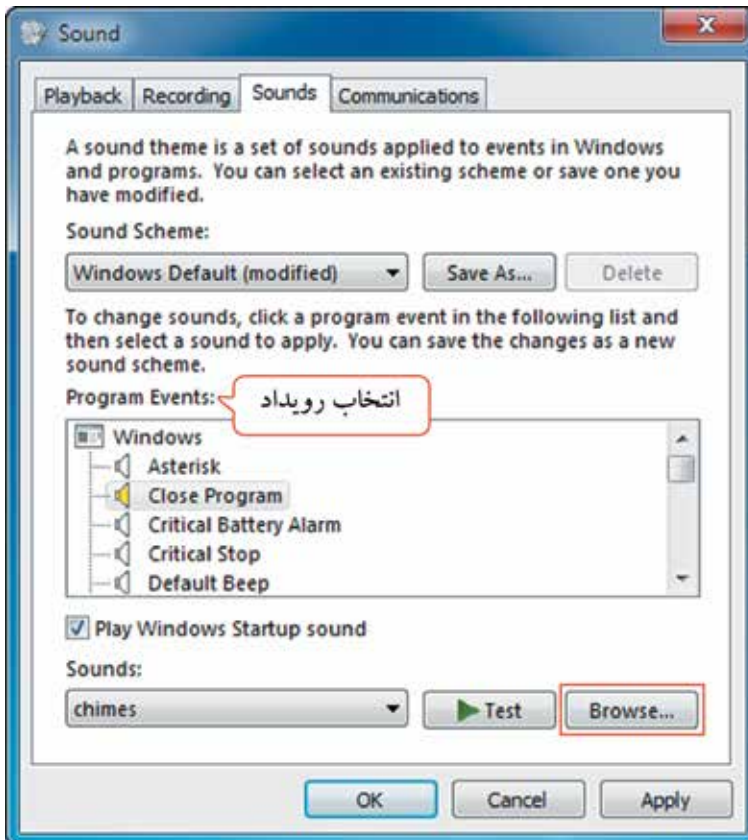 Sound
Playback Recording Sounds Communications
A sound theme is a set of sounds applied to events in Windows
and programs. You can select an existing scheme or save one you
have modified.
Sound Scheme:
Windows Default (modified) Save As... Delete
To change sounds, click a program event in the following list and
then select a sound to apply. You can save the changes as a new
sound scheme.
Program Events: انتخاب رویداد
Windows
Asterisk
Close Program
Critical Battery Alarm
Critical Stop
Default Beep
Play Windows Startup sound
Sounds:
chimes Test Browse...
OK Cancel Apply